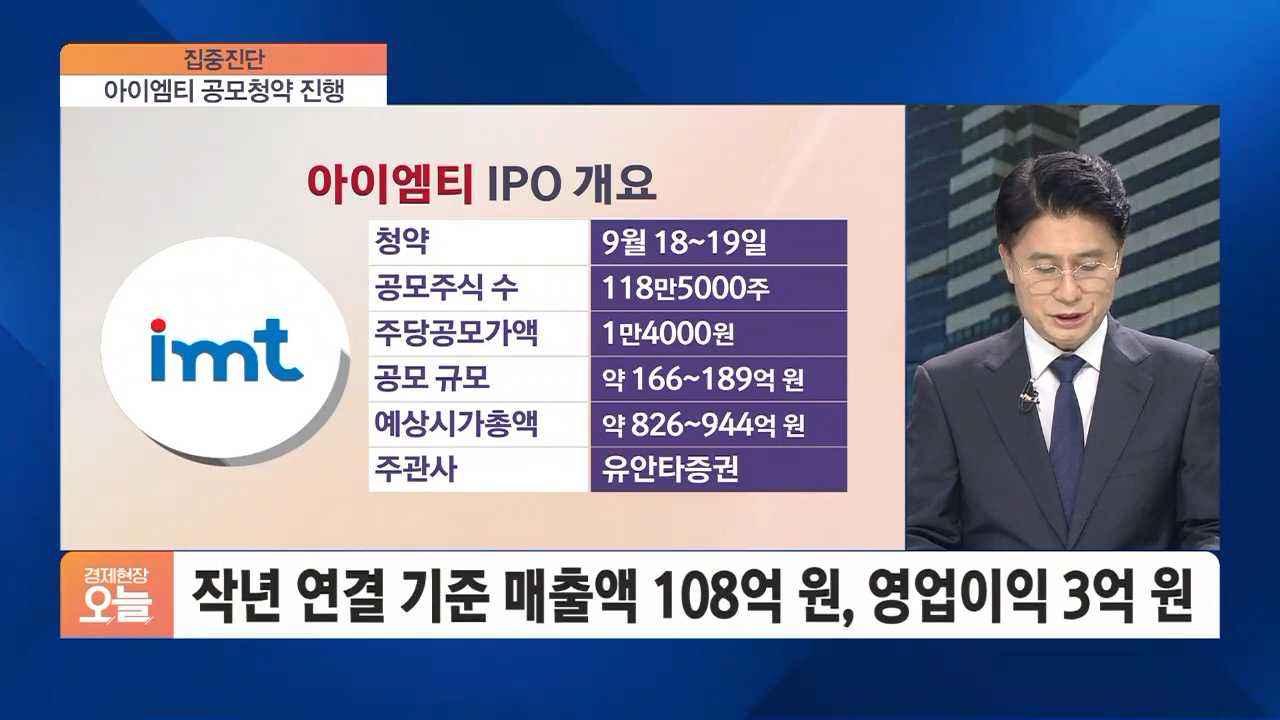 집중진단
아이엠티 공모청약 진행
아이엠티 IPO 개요
imt
청약 9월 18~19일
공모주식 수 118만5000주
주당공모가액 1만4000원
공모 규모 약 166~189억 원
예상시가총액 약 826~944억 원
주관사 유안타증권
경제현장
오늘
작년 연결 기준 매출액 108억 원, 영업이익 3억 원